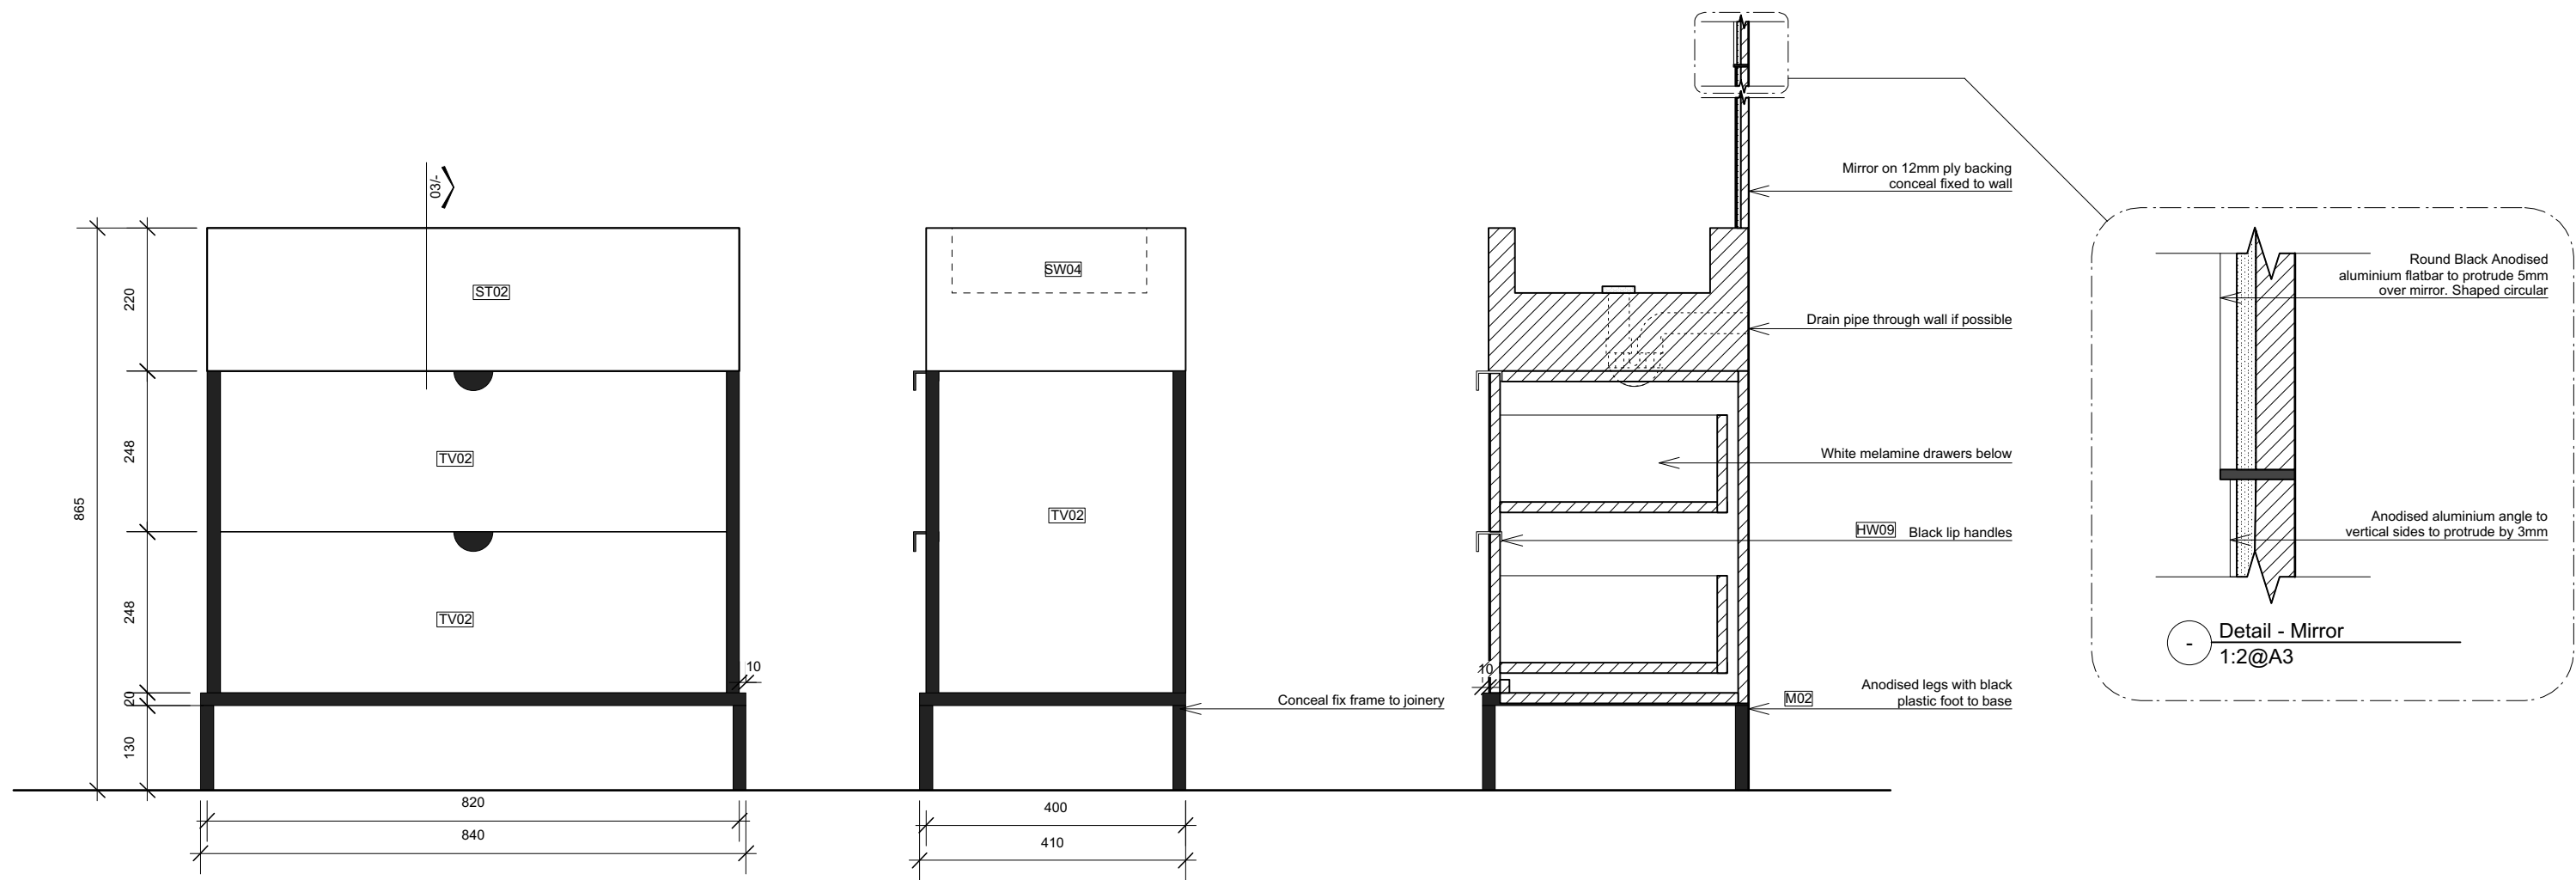 03/-
865
220
248
248
20
130
ST02
TV02
TV02
10
820
840
SW04
TV02
Conceal fix frame to joinery
400
410
Mirror on 12mm ply backing
conceal fixed to wall
Drain pipe through wall if possible
White melamine drawers below
HW09 Black lip handles
10
Anodised legs with black
plastic foot to base
M02
Round Black Anodised
aluminium flatbar to protrude 5mm
over mirror. Shaped circular
Anodised aluminium angle to
vertical sides to protrude by 3mm
- Detail - Mirror
1:2@A3